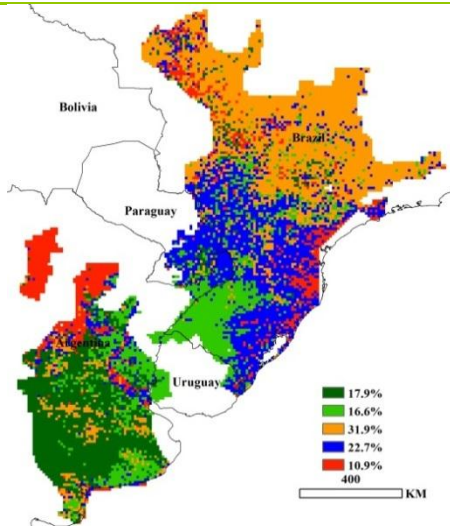 Bolivia
Brazil
Paraguay
Argentina
Uruguay
17.9%
16.6%
31.9%
22.7%
10.9%
400
KM